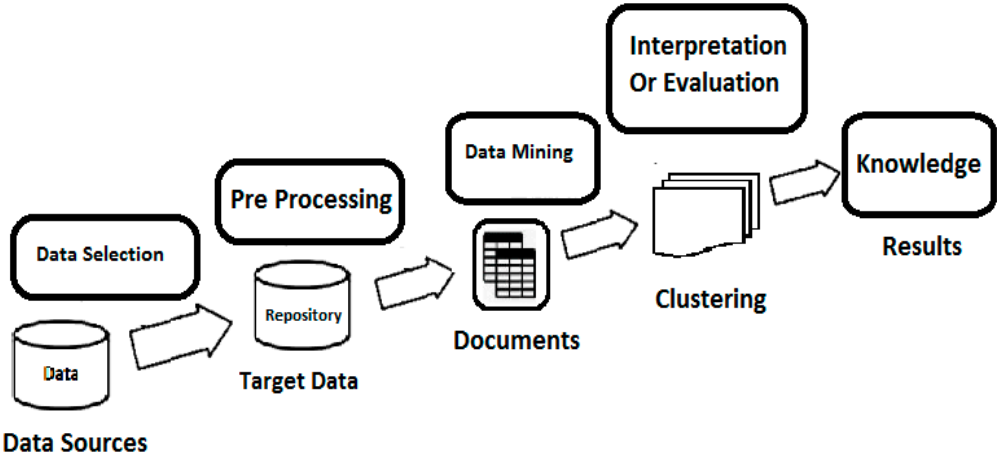 Interpretation
Or Evaluation
Data Mining
Knowledge
Pre Processing
Results
Data Selection
Clustering
Repository
Documents
Data
Target Data
Data Sources